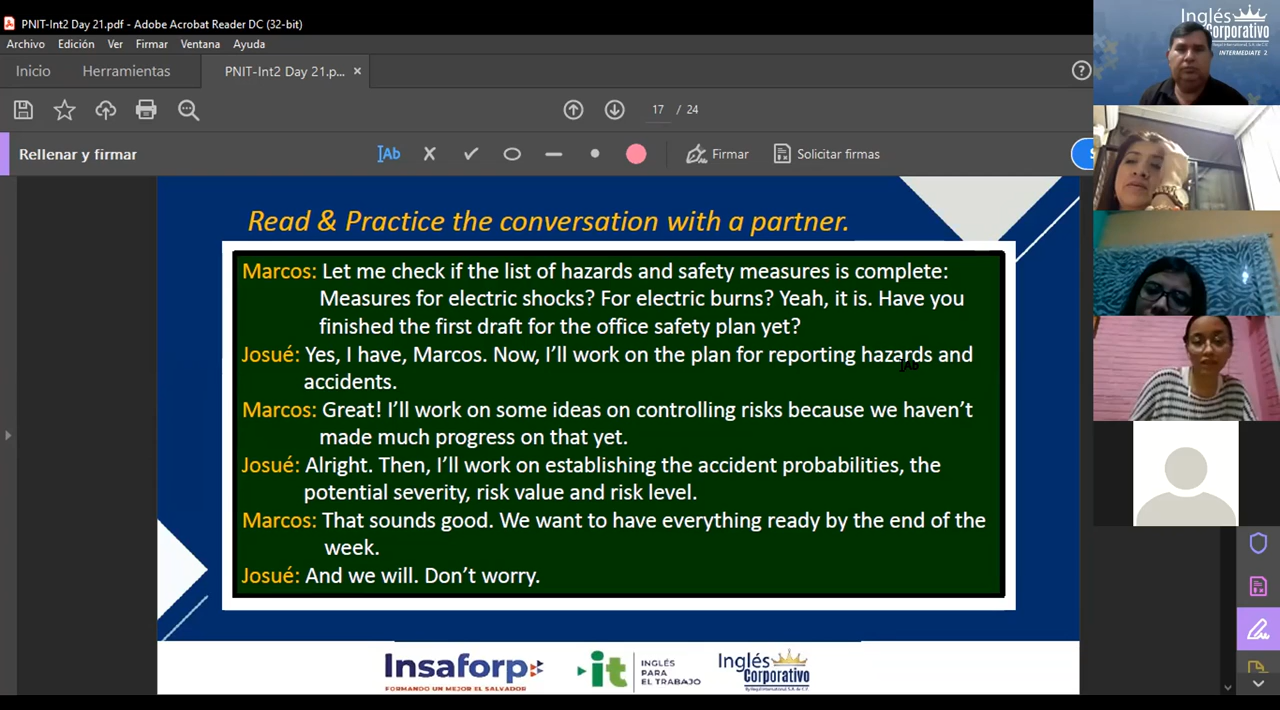 PNIT-Int2 Day 21.pdf - Adobe Acrobat Reader DC (32-bit)
Archivo Edición Ver Firmar Ventana Ayuda
Inicio Herramientas PNIT-Int2 Day 21.p... ×
17 / 24
Rellenar y firmar
Ab
Firmar
Solicitar firmas
Read & Practice the conversation with a partner.
Marcos: Let me check if the list of hazards and safety measures is complete:
Measures for electric shocks? For electric burns? Yeah, it is. Have you
finished the first draft for the office safety plan yet?
Josué: Yes, I have, Marcos. Now, I'll work on the plan for reporting hazards and
accidents.
Marcos: Great! I'll work on some ideas on controlling risks because we haven't
made much progress on that yet.
Josué: Alright. Then, I'll work on establishing the accident probabilities, the
potential severity, risk value and risk level.
Marcos: That sounds good. We want to have everything ready by the end of the
week.
Josué: And we will. Don't worry.
Insaforp
FORMANDO UN MEJOR EL SALVADOR
it
INGLÉS
PARA
EL TRABAJO
Inglés
Corporativo
Inglés
Corporativo
INTERMEDIATE 2